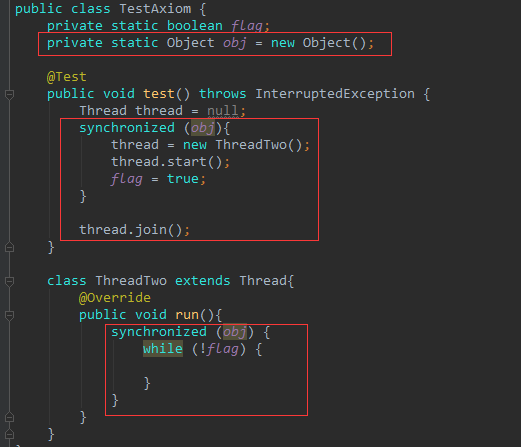 public class TestAxiom {
    private static boolean flag;
    private static Object obj = new Object();

    @Test
    public void test() throws InterruptedException {
        Thread thread = null;
        synchronized (obj){
            thread = new ThreadTwo();
            thread.start();
            flag = true;
        }

        thread.join();
    }

    class ThreadTwo extends Thread{
        @Override
        public void run(){
            synchronized (obj) {
                while (!flag) {

                }
            }
        }
    }